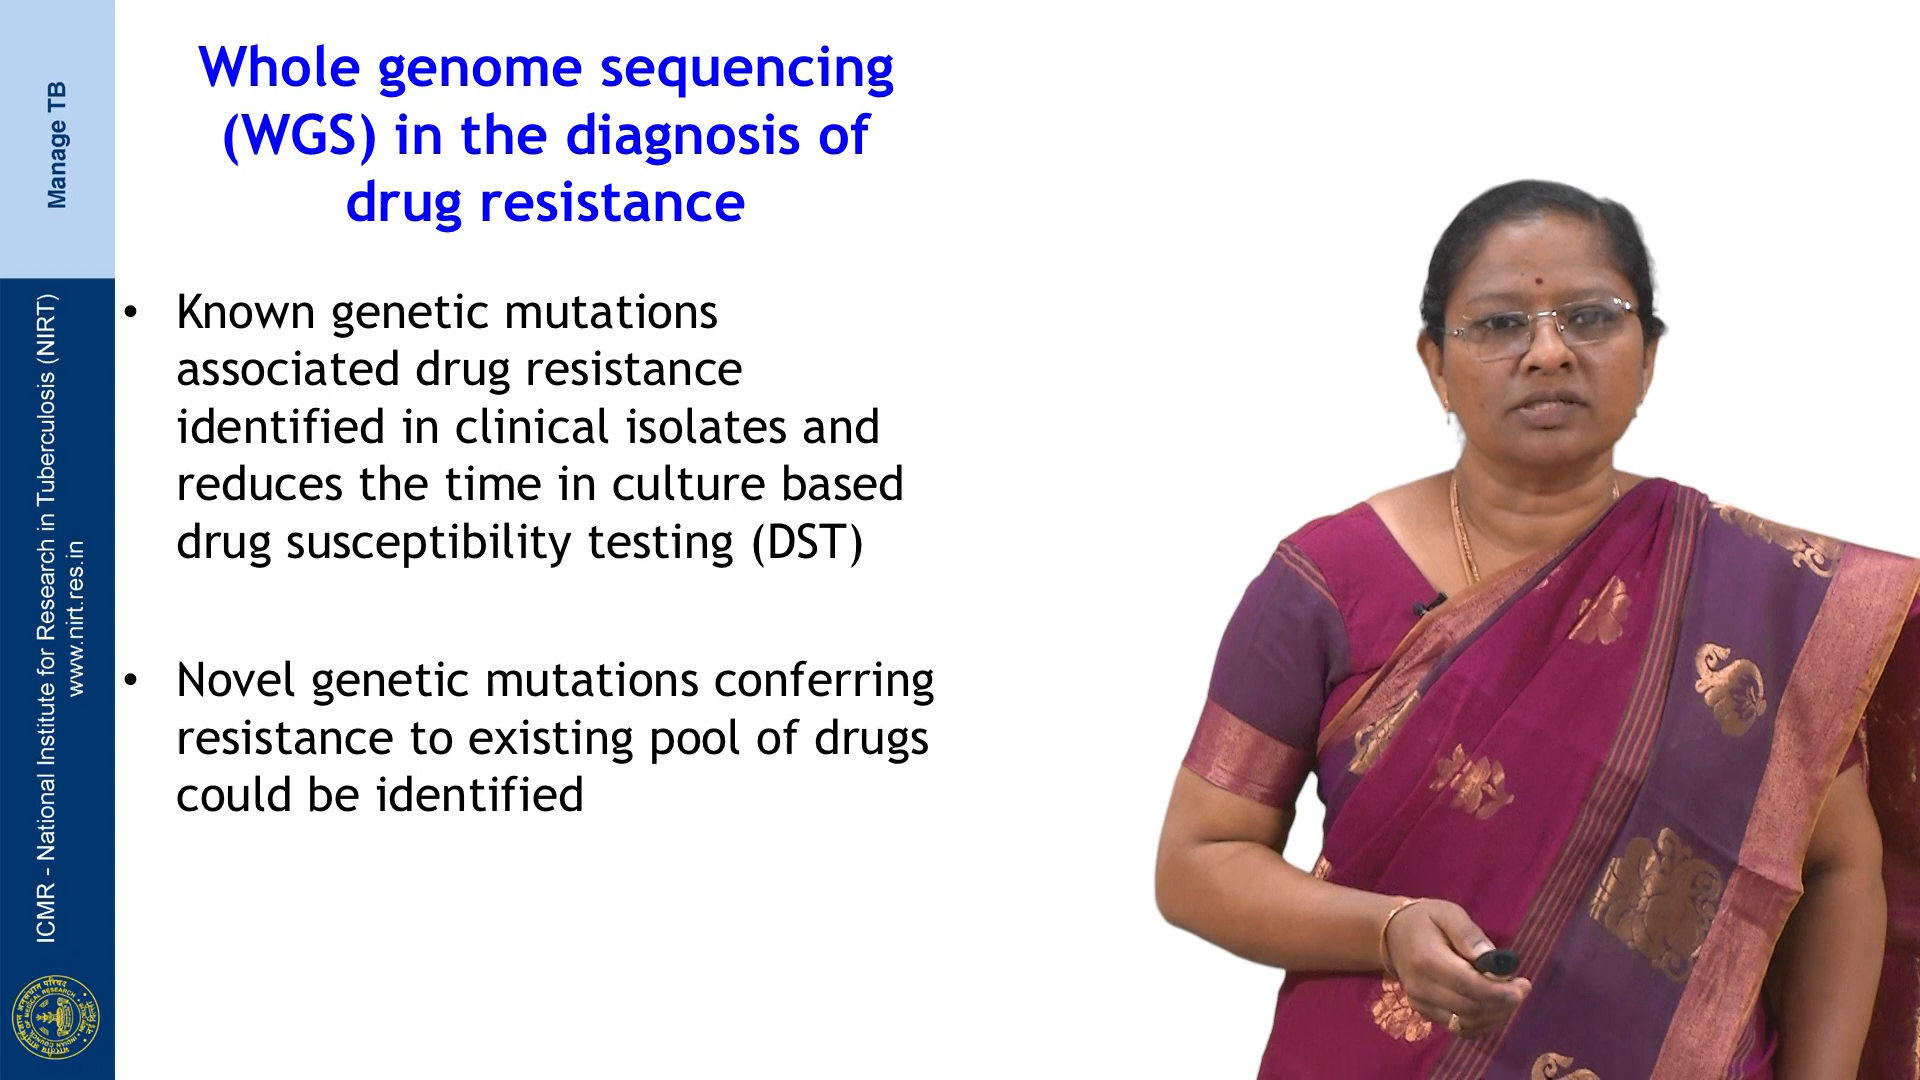 Whole genome sequencing
(WGS) in the diagnosis of
drug resistance
• Known genetic mutations
associated drug resistance
identified in clinical isolates and
reduces the time in culture based
drug susceptibility testing (DST)
• Novel genetic mutations conferring
resistance to existing pool of drugs
could be identified
Manage TB
ICMR - National Institute for Research in Tuberculosis (NIRT)
www.nirt.res.in